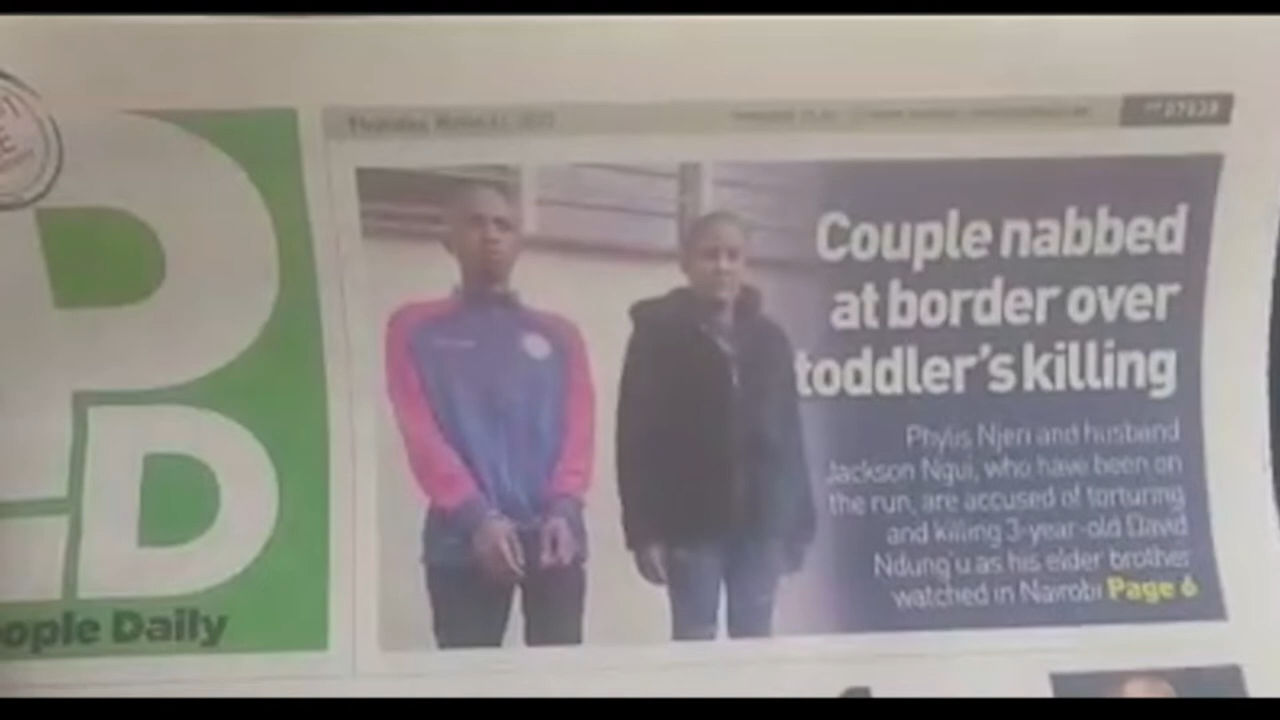 Thursday,
P
D
ople Daily
Couple nabbed
at border over
toddler's killing
Phylis Njeri and husband
Jackson Ngui, who have been on
the run, are accused of torturing
and killing 3-year-old David
Ndung'u as his elder brother
watched in Nairobi Page 6